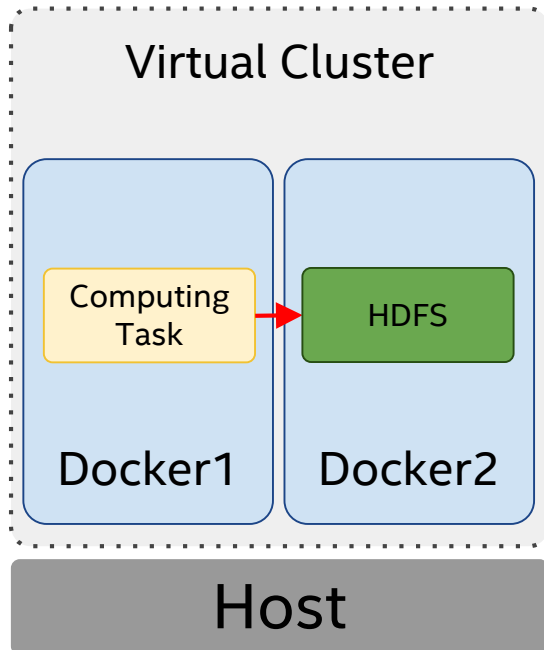 Virtual Cluster
Computing
Task
HDFS
Docker1
Docker2
Host